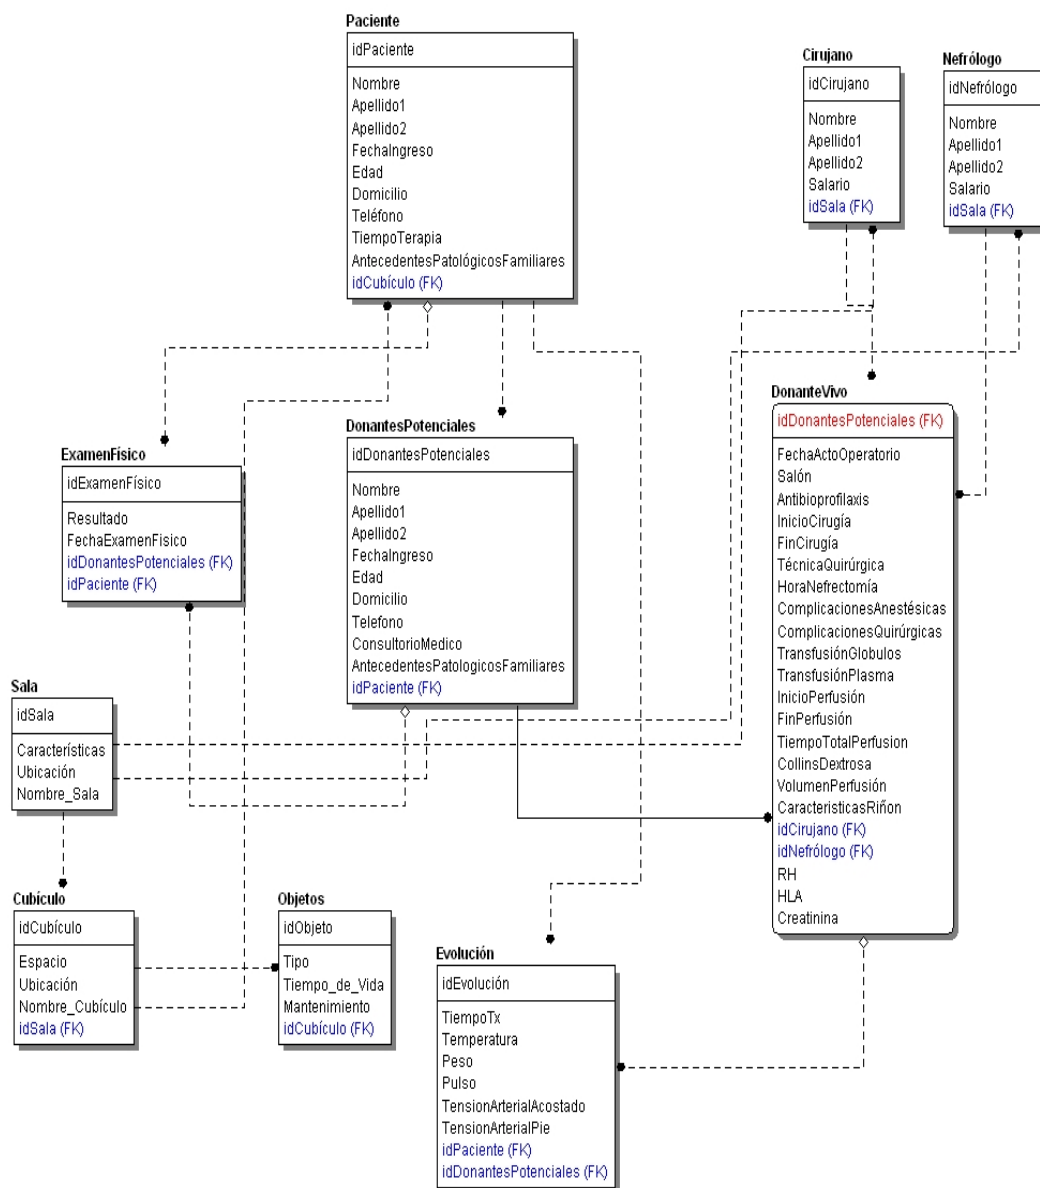 Paciente
idPaciente
Nombre
Apellido1
Apellido2
FechaIngreso
Edad
Domicilio
Teléfono
TiempoTerapia
AntecedentesPatológicosFamiliares
idCubículo (FK)
Cirujano
idCirujano
Nombre
Apellido1
Apellido2
Salario
idSala (FK)
Nefrólogo
idNefrólogo
Nombre
Apellido1
Apellido2
Salario
idSala (FK)
ExamenFísico
idExamenFísico
Resultado
FechaExamenFisico
idDonantesPotenciales (FK)
idPaciente (FK)
DonantesPotenciales
idDonantesPotenciales
Nombre
Apellido1
Apellido2
FechaIngreso
Edad
Domicilio
Telefono
ConsultorioMedico
AntecedentesPatologicosFamiliares
idPaciente (FK)
DonanteVivo
idDonantesPotenciales (FK)
FechaActoOperatorio
Salón
Antibioprofilaxis
InicioCirugía
FinCirugía
TécnicaQuirúrgica
HoraNefrectomía
ComplicacionesAnestésicas
ComplicacionesQuirúrgicas
TransfusiónGlobulos
TransfusiónPlasma
InicioPerfusión
FinPerfusión
TiempoTotalPerfusion
CollinsDextrosa
VolumenPerfusión
CaracteristicasRiñon
idCirujano (FK)
idNefrólogo (FK)
RH
HLA
Creatinina
Sala
idSala
Características
Ubicación
Nombre_Sala
Cubículo
idCubículo
Espacio
Ubicación
Nombre_Cubículo
idSala (FK)
Objetos
idObjeto
Tipo
Tiempo_de_Vida
Mantenimiento
idCubículo (FK)
Evolución
idEvolución
TiempoTx
Temperatura
Peso
Pulso
TensionArterialAcostado
TensionArterialPie
idPaciente (FK)
idDonantesPotenciales (FK)